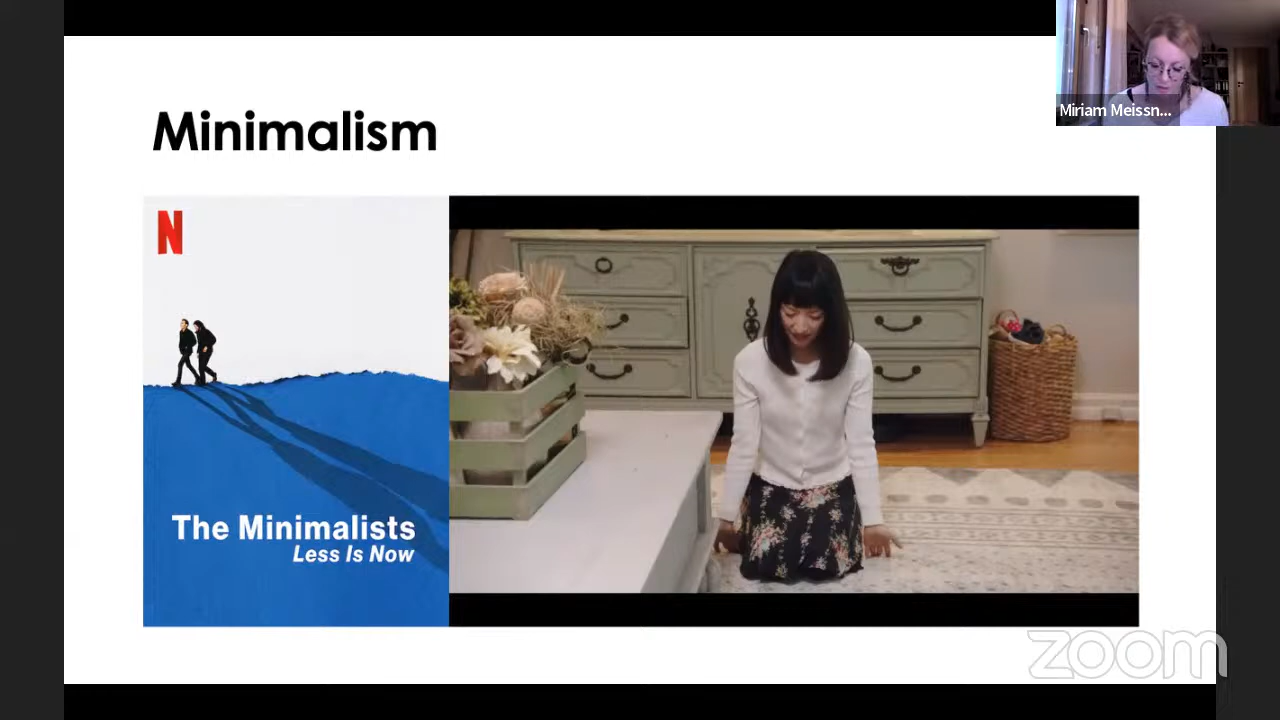 Miriam Meissn...
Minimalism
N
The Minimalists
Less Is Now
zoom